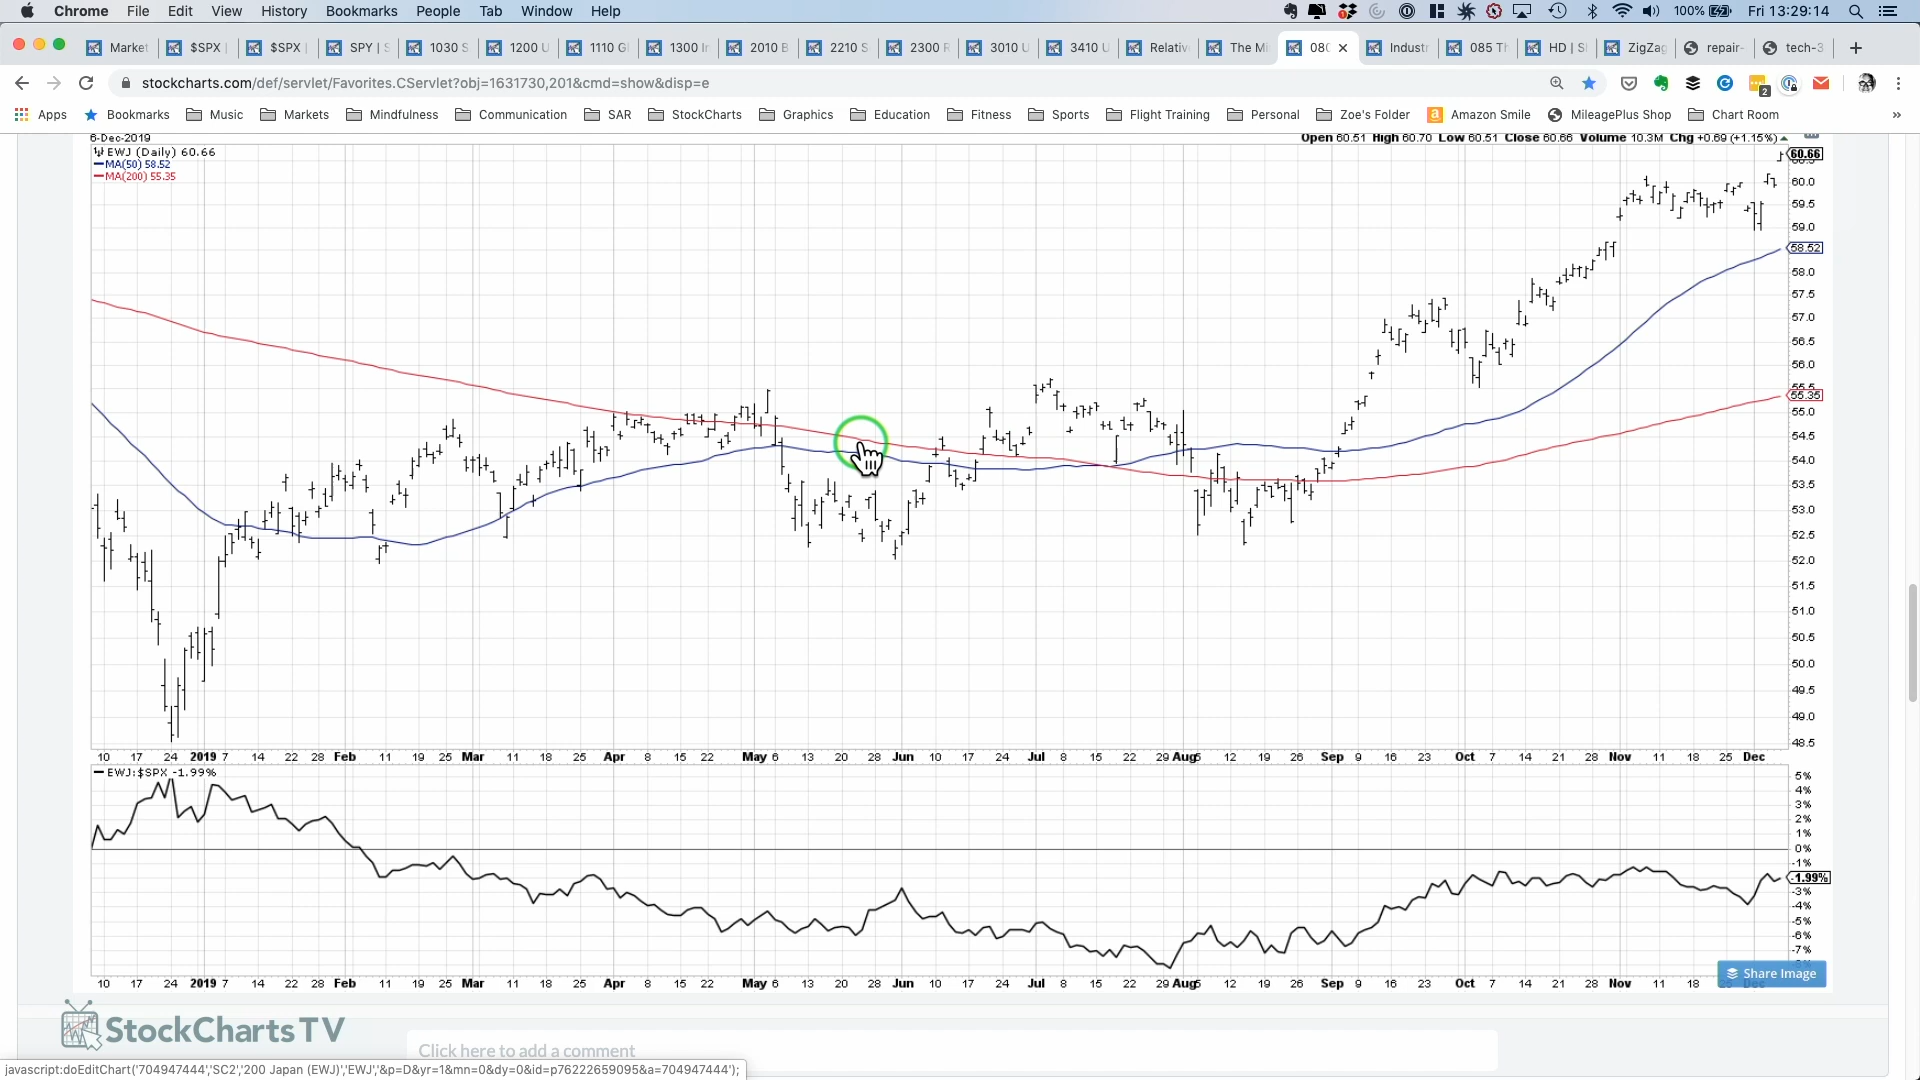 Chrome File Edit View History Bookmarks People Tab Window Help 100% Fri 13:29:14
Market $SPX $SPX SPY | S 1030 S 1200 U 1110 G 1300 In 2010 B 2210 S 2300 R 3010 U 3410 U Relativ The Mi 080 Industr 085 Th HD | S ZigZag repair- tech-3
stockcharts.com/def/servlet/Favorites.CServlet?obj=1631730,201&cmd=show&disp=e 2
Apps Bookmarks Music Markets Mindfulness Communication SAR StockCharts Graphics Education Fitness Sports Flight Training Personal Zoe's Folder Amazon Smile MileagePlus Shop Chart Room »
6-Dec-2019 Open 60.51 High 60.70 Low 60.51 Close 60.66 Volume 10.3M Chg +0.69 (+1.15%)
EWJ (Daily) 60.66
MA(50) 58.52
MA(200) 55.35
60.66
60.5
60.0
59.5
59.0
58.52
58.0
57.5
57.0
56.5
56.0
55.5
55.35
55.0
54.5
54.0
53.5
53.0
52.5
52.0
51.5
51.0
50.5
50.0
49.5
49.0
48.5
10 17 24 2019 7 14 22 28 Feb 11 19 25 Mar 11 18 25 Apr 8 15 22 May 6 13 20 28 Jun 10 17 24 Jul 8 15 22 29 Aug 5 12 19 26 Sep 9 16 23 Oct 7 14 21 28 Nov 11 18 25 Dec
EWJ:$SPX -1.99%
5%
4%
3%
2%
1%
0%
-1%
-1.99%
-3%
-4%
-5%
-6%
-7%
10 17 24 2019 7 14 22 28 Feb 11 19 25 Mar 11 18 25 Apr 8 15 22 May 6 13 20 28 Jun 10 17 24 Jul 8 15 22 29 Aug 5 12 19 26 Sep 9 16 23 Oct 7 14 21 28 Nov 11 18 25 Dec
Share Image
StockCharts TV
Click here to add a comment
javascript:doEditChart('704947444','SC2','200 Japan (EWJ)','EWJ','&p=D&yr=1&mn=0&dy=0&id=p76222659095&a=704947444');